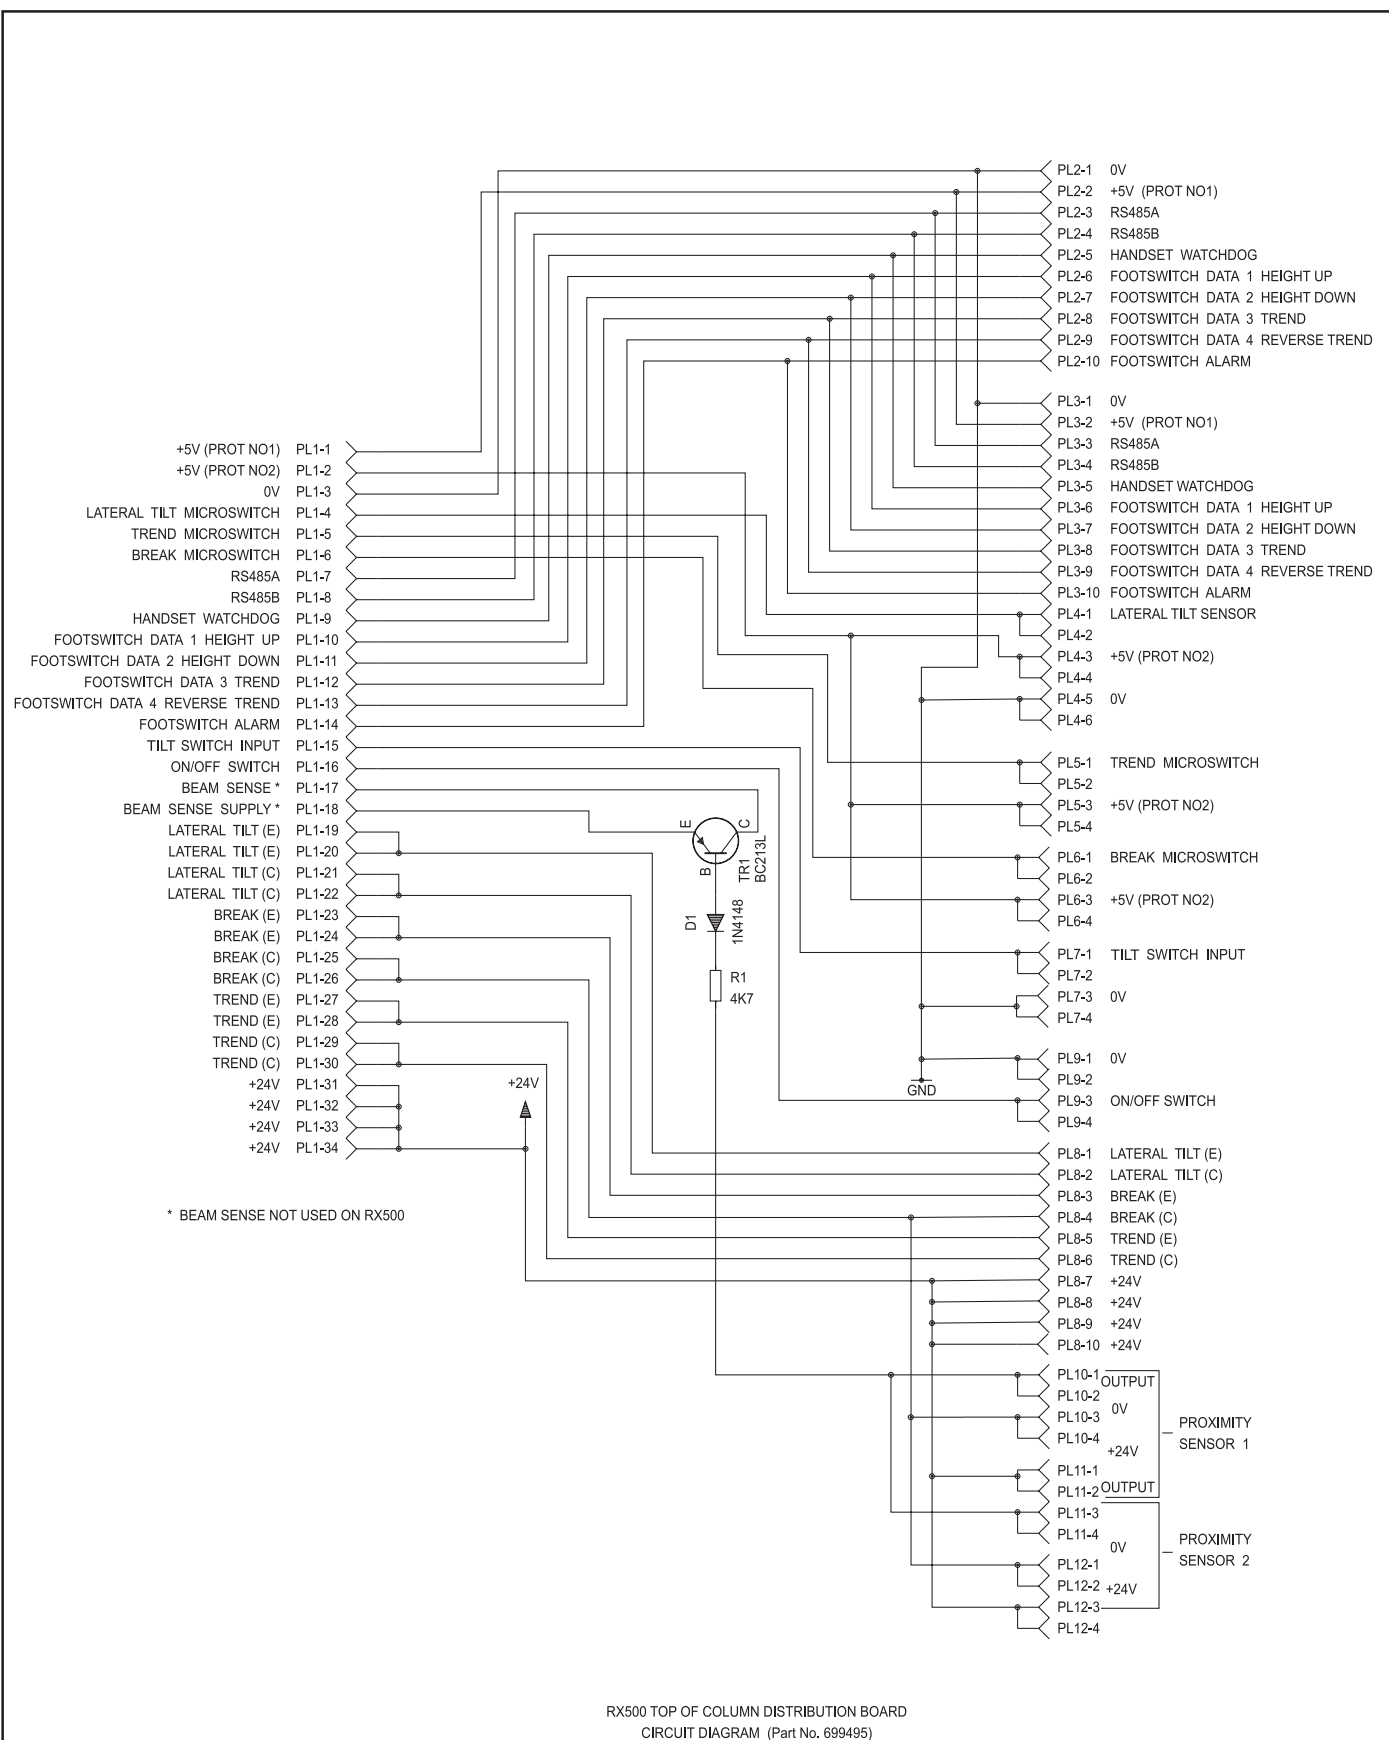 PL2-1 0V
PL2-2 +5V (PROT NO1)
PL2-3 RS485A
PL2-4 RS485B
PL2-5 HANDSET WATCHDOG
PL2-6 FOOTSWITCH DATA 1 HEIGHT UP
PL2-7 FOOTSWITCH DATA 2 HEIGHT DOWN
PL2-8 FOOTSWITCH DATA 3 TREND
PL2-9 FOOTSWITCH DATA 4 REVERSE TREND
PL2-10 FOOTSWITCH ALARM
PL3-1 0V
PL3-2 +5V (PROT NO1)
PL3-3 RS485A
PL3-4 RS485B
PL3-5 HANDSET WATCHDOG
PL3-6 FOOTSWITCH DATA 1 HEIGHT UP
PL3-7 FOOTSWITCH DATA 2 HEIGHT DOWN
PL3-8 FOOTSWITCH DATA 3 TREND
PL3-9 FOOTSWITCH DATA 4 REVERSE TREND
PL3-10 FOOTSWITCH ALARM
PL4-1 LATERAL TILT SENSOR
PL4-2
PL4-3 +5V (PROT NO2)
PL4-4
PL4-5 0V
PL4-6
PL5-1 TREND MICROSWITCH
PL5-2
PL5-3 +5V (PROT NO2)
PL5-4
PL6-1 BREAK MICROSWITCH
PL6-2
PL6-3 +5V (PROT NO2)
PL6-4
PL7-1 TILT SWITCH INPUT
PL7-2
PL7-3 0V
PL7-4
PL9-1 0V
PL9-2
PL9-3 ON/OFF SWITCH
PL9-4
PL8-1 LATERAL TILT (E)
PL8-2 LATERAL TILT (C)
PL8-3 BREAK (E)
PL8-4 BREAK (C)
PL8-5 TREND (E)
PL8-6 TREND (C)
PL8-7 +24V
PL8-8 +24V
PL8-9 +24V
PL8-10 +24V
PL10-1 OUTPUT
PL10-2
PL10-3 0V
PL10-4
+24V
PL11-1
PL11-2 OUTPUT
PL11-3
PL11-4
0V
PL12-1
PL12-2 +24V
PL12-3
PL12-4
PROXIMITY
SENSOR 1
PROXIMITY
SENSOR 2
+5V (PROT NO1) PL1-1
+5V (PROT NO2) PL1-2
0V PL1-3
LATERAL TILT MICROSWITCH PL1-4
TREND MICROSWITCH PL1-5
BREAK MICROSWITCH PL1-6
RS485A PL1-7
RS485B PL1-8
HANDSET WATCHDOG PL1-9
FOOTSWITCH DATA 1 HEIGHT UP PL1-10
FOOTSWITCH DATA 2 HEIGHT DOWN PL1-11
FOOTSWITCH DATA 3 TREND PL1-12
FOOTSWITCH DATA 4 REVERSE TREND PL1-13
FOOTSWITCH ALARM PL1-14
TILT SWITCH INPUT PL1-15
ON/OFF SWITCH PL1-16
BEAM SENSE * PL1-17
BEAM SENSE SUPPLY * PL1-18
LATERAL TILT (E) PL1-19
LATERAL TILT (E) PL1-20
LATERAL TILT (C) PL1-21
LATERAL TILT (C) PL1-22
BREAK (E) PL1-23
BREAK (E) PL1-24
BREAK (C) PL1-25
BREAK (C) PL1-26
TREND (E) PL1-27
TREND (E) PL1-28
TREND (C) PL1-29
TREND (C) PL1-30
+24V PL1-31
+24V PL1-32
+24V PL1-33
+24V PL1-34
* BEAM SENSE NOT USED ON RX500
+24V
E
C
B
TR1
BC213L
D1
1N4148
R1
4K7
GND
RX500 TOP OF COLUMN DISTRIBUTION BOARD
CIRCUIT DIAGRAM (Part No. 699495)